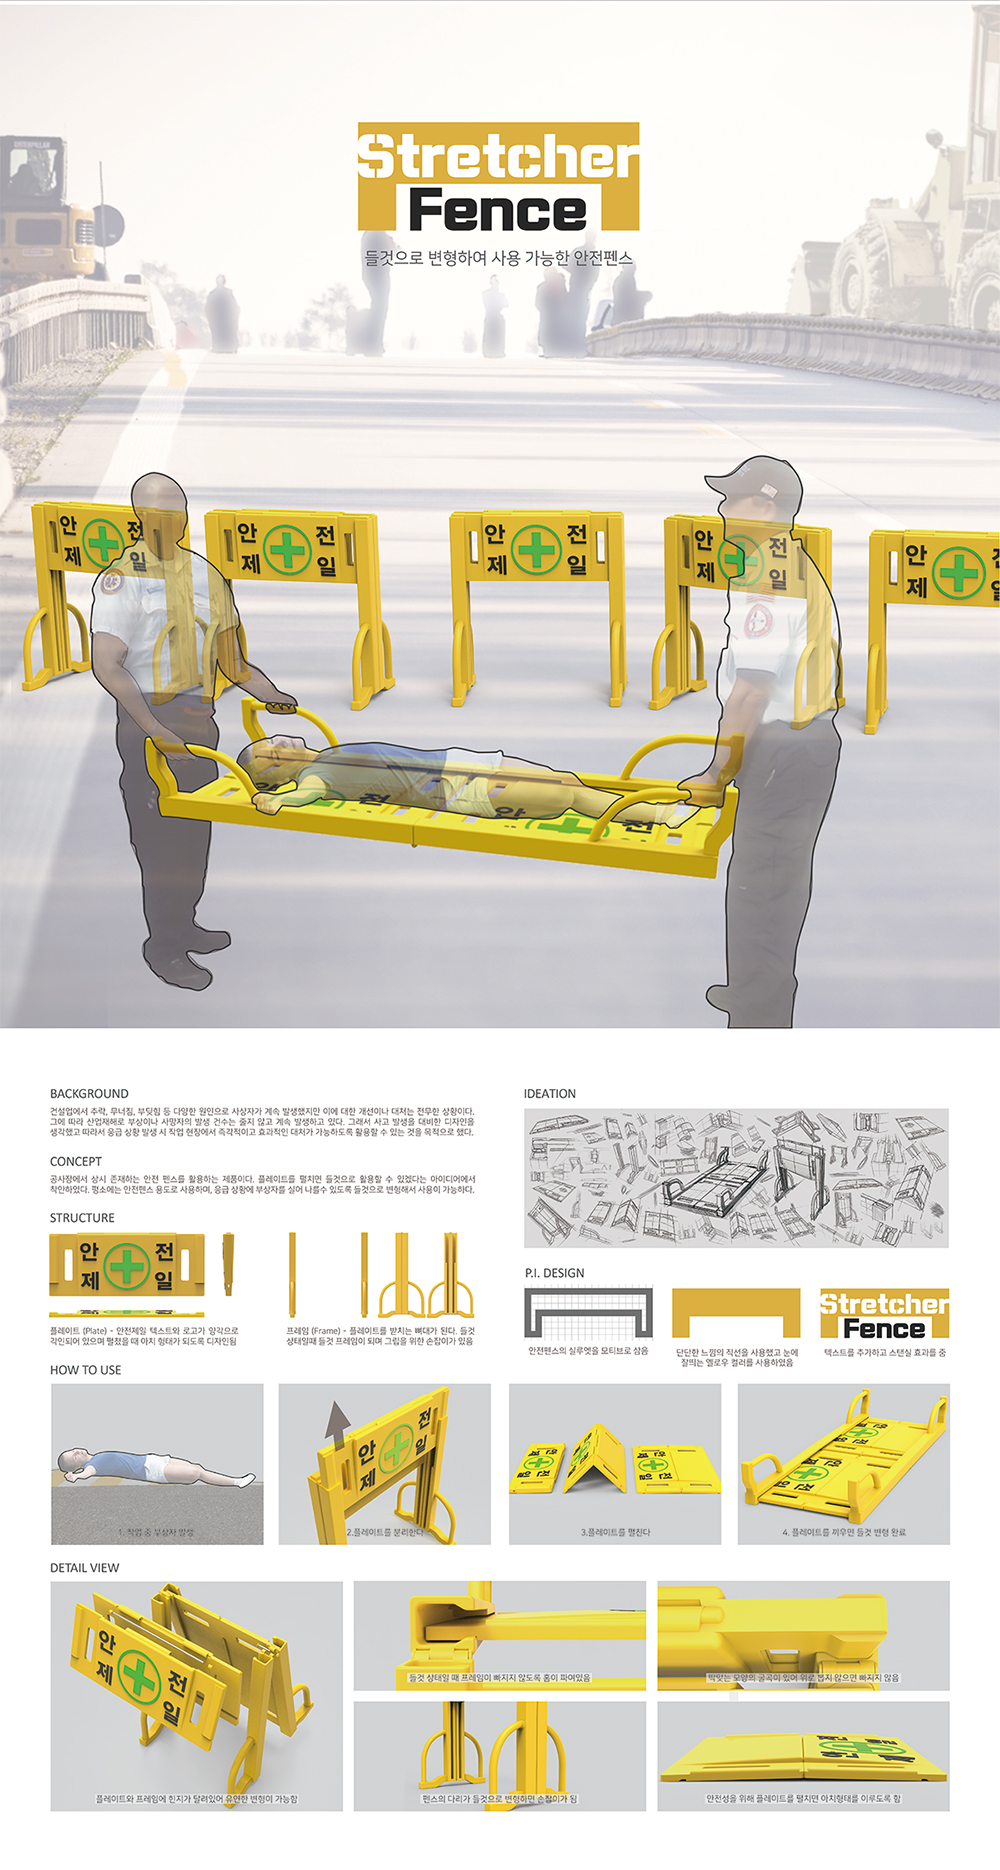 Stretcher
Fence
들것으로 변형하여 사용 가능한 안전펜스
안 전
제 일
안 전
제 일
안 전
제 일
안 전
제 일
안 전
제 일
안 전
안 전
BACKGROUND
건설업에서 추락, 무너짐, 부딪힘 등 다양한 원인으로 사상자가 계속 발생했지만 이에 대한 개선이나 대처는 전무한 상황이다.
그에 따라 산업재해로 부상이나 사망자의 발생 건수는 줄지 않고 계속 발생하고 있다. 그래서 사고 발생을 대비한 디자인을
생각했고 따라서 응급 상황 발생 시 작업 현장에서 즉각적이고 효과적인 대처가 가능하도록 활용할 수 있는 것을 목적으로 했다.
CONCEPT
공사장에서 상시 존재하는 안전 펜스를 활용하는 제품이다. 플레이트를 펼치면 들것으로 활용할 수 있겠다는 아이디어에서
착안하였다. 평소에는 안전펜스 용도로 사용하며, 응급 상황에 부상자를 실어 나를수 있도록 들것으로 변형해서 사용이 가능하다.
STRUCTURE
안 전
제 일
플레이트 (Plate) - 안전제일 텍스트와 로고가 양각으로
각인되어 있으며 펼쳤을 때 아치 형태가 되도록 디자인됨
프레임 (Frame) - 플레이트를 받치는 뼈대가 된다. 들것
상태일때 들것 프레임이 되며 그립을 위한 손잡이가 있음
IDEATION
P.I. DESIGN
안전펜스의 실루엣을 모티브로 삼음
단단한 느낌의 직선을 사용했고 눈에
잘띄는 옐로우 컬러를 사용하였음
Stretcher
Fence
텍스트를 추가하고 스탠실 효과를 줌
HOW TO USE
1. 작업 중 부상자 발생
안 전
제 일
2.플레이트를 분리한다
3.플레이트를 펼친다
4. 플레이트를 끼우면 들것 변형 완료
DETAIL VIEW
안 전
제 일
플레이트와 프레임에 힌지가 달려있어 유연한 변형이 가능함
들것 상태일 때 프레임이 빠지지 않도록 홈이 파여있음
빗맞는 모양의 굴곡이 있어 위로 뽑지 않으면 빠지지 않음
펜스의 다리가 들것으로 변형하면 손잡이가 됨
안전성을 위해 플레이트를 펼치면 아치형태를 이루도록 함